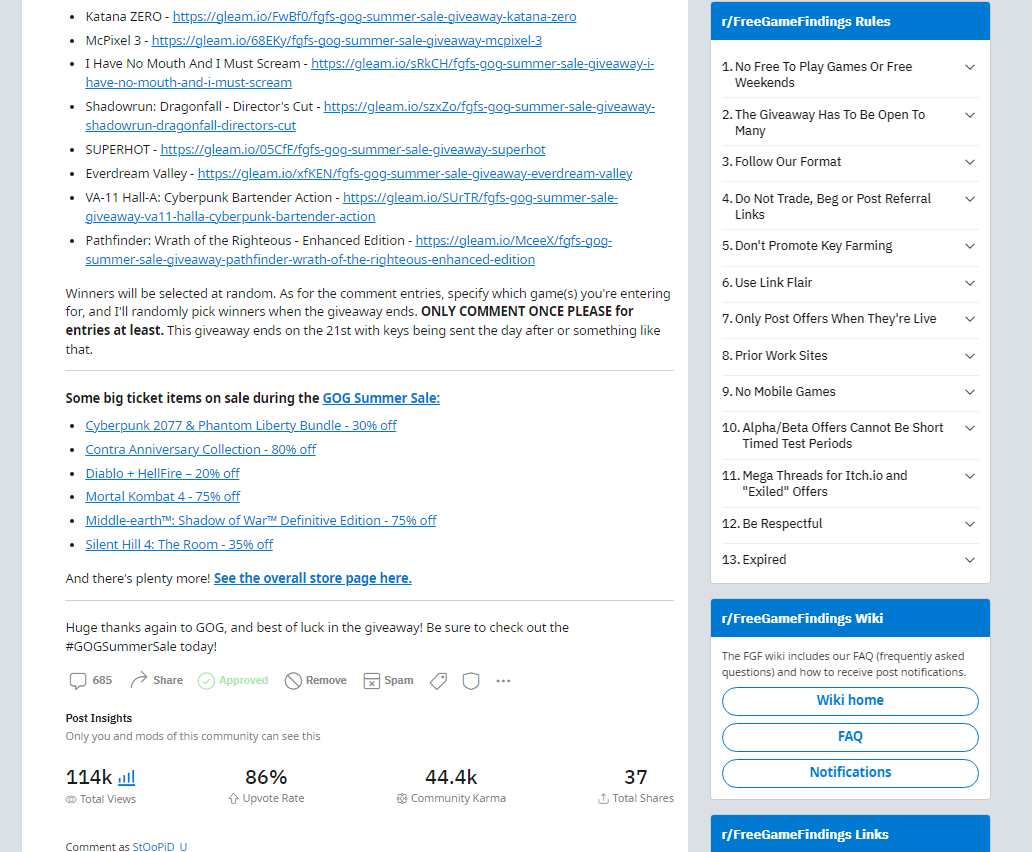 Katana ZERO - https://gleam.io/FwBf0/fgfs-gog-summer-sale-giveaway-katana-zero
McPixel 3 - https://gleam.io/68EKy/fgfs-gog-summer-sale-giveaway-mcpixel-3
I Have No Mouth And I Must Scream - https://gleam.io/sRkCH/fgfs-gog-summer-sale-giveaway-i-
have-no-mouth-and-i-must-scream
Shadowrun: Dragonfall - Director's Cut - https://gleam.io/szxZo/fgfs-gog-summer-sale-giveaway-
shadowrun-dragonfall-directors-cut
SUPERHOT - https://gleam.io/05CfF/fgfs-gog-summer-sale-giveaway-superhot
Everdream Valley - https://gleam.io/xfKEN/fgfs-gog-summer-sale-giveaway-everdream-valley
VA-11 Hall-A: Cyberpunk Bartender Action - https://gleam.io/SUrTR/fgfs-gog-summer-sale-
giveaway-va11-halla-cyberpunk-bartender-action
Pathfinder: Wrath of the Righteous - Enhanced Edition - https://gleam.io/MceeX/fgfs-gog-
summer-sale-giveaway-pathfinder-wrath-of-the-righteous-enhanced-edition
Winners will be selected at random. As for the comment entries, specify which game(s) you're entering
for, and I'll randomly pick winners when the giveaway ends. ONLY COMMENT ONCE PLEASE for
entries at least. This giveaway ends on the 21st with keys being sent the day after or something like
that.
Some big ticket items on sale during the GOG Summer Sale:
Cyberpunk 2077 & Phantom Liberty Bundle - 30% off
Contra Anniversary Collection - 80% off
Diablo + HellFire – 20% off
Mortal Kombat 4 - 75% off
Middle-earth™: Shadow of War™ Definitive Edition - 75% off
Silent Hill 4: The Room - 35% off
And there's plenty more! See the overall store page here.
Huge thanks again to GOG, and best of luck in the giveaway! Be sure to check out the
#GOGSummerSale today!
685 Share Approved Remove Spam
Post Insights
Only you and mods of this community can see this
114k 86% 44.4k 37
Total Views Upvote Rate Community Karma Total Shares
Comment as StOoPiD_U
r/FreeGameFindings Rules
1. No Free To Play Games Or Free
Weekends
2. The Giveaway Has To Be Open To
Many
3. Follow Our Format
4. Do Not Trade, Beg or Post Referral
Links
5. Don't Promote Key Farming
6. Use Link Flair
7. Only Post Offers When They're Live
8. Prior Work Sites
9. No Mobile Games
10. Alpha/Beta Offers Cannot Be Short
Timed Test Periods
11. Mega Threads for Itch.io and
"Exiled" Offers
12. Be Respectful
13. Expired
r/FreeGameFindings Wiki
The FGF wiki includes our FAQ (frequently asked
questions) and how to receive post notifications.
Wiki home
FAQ
Notifications
r/FreeGameFindings Links